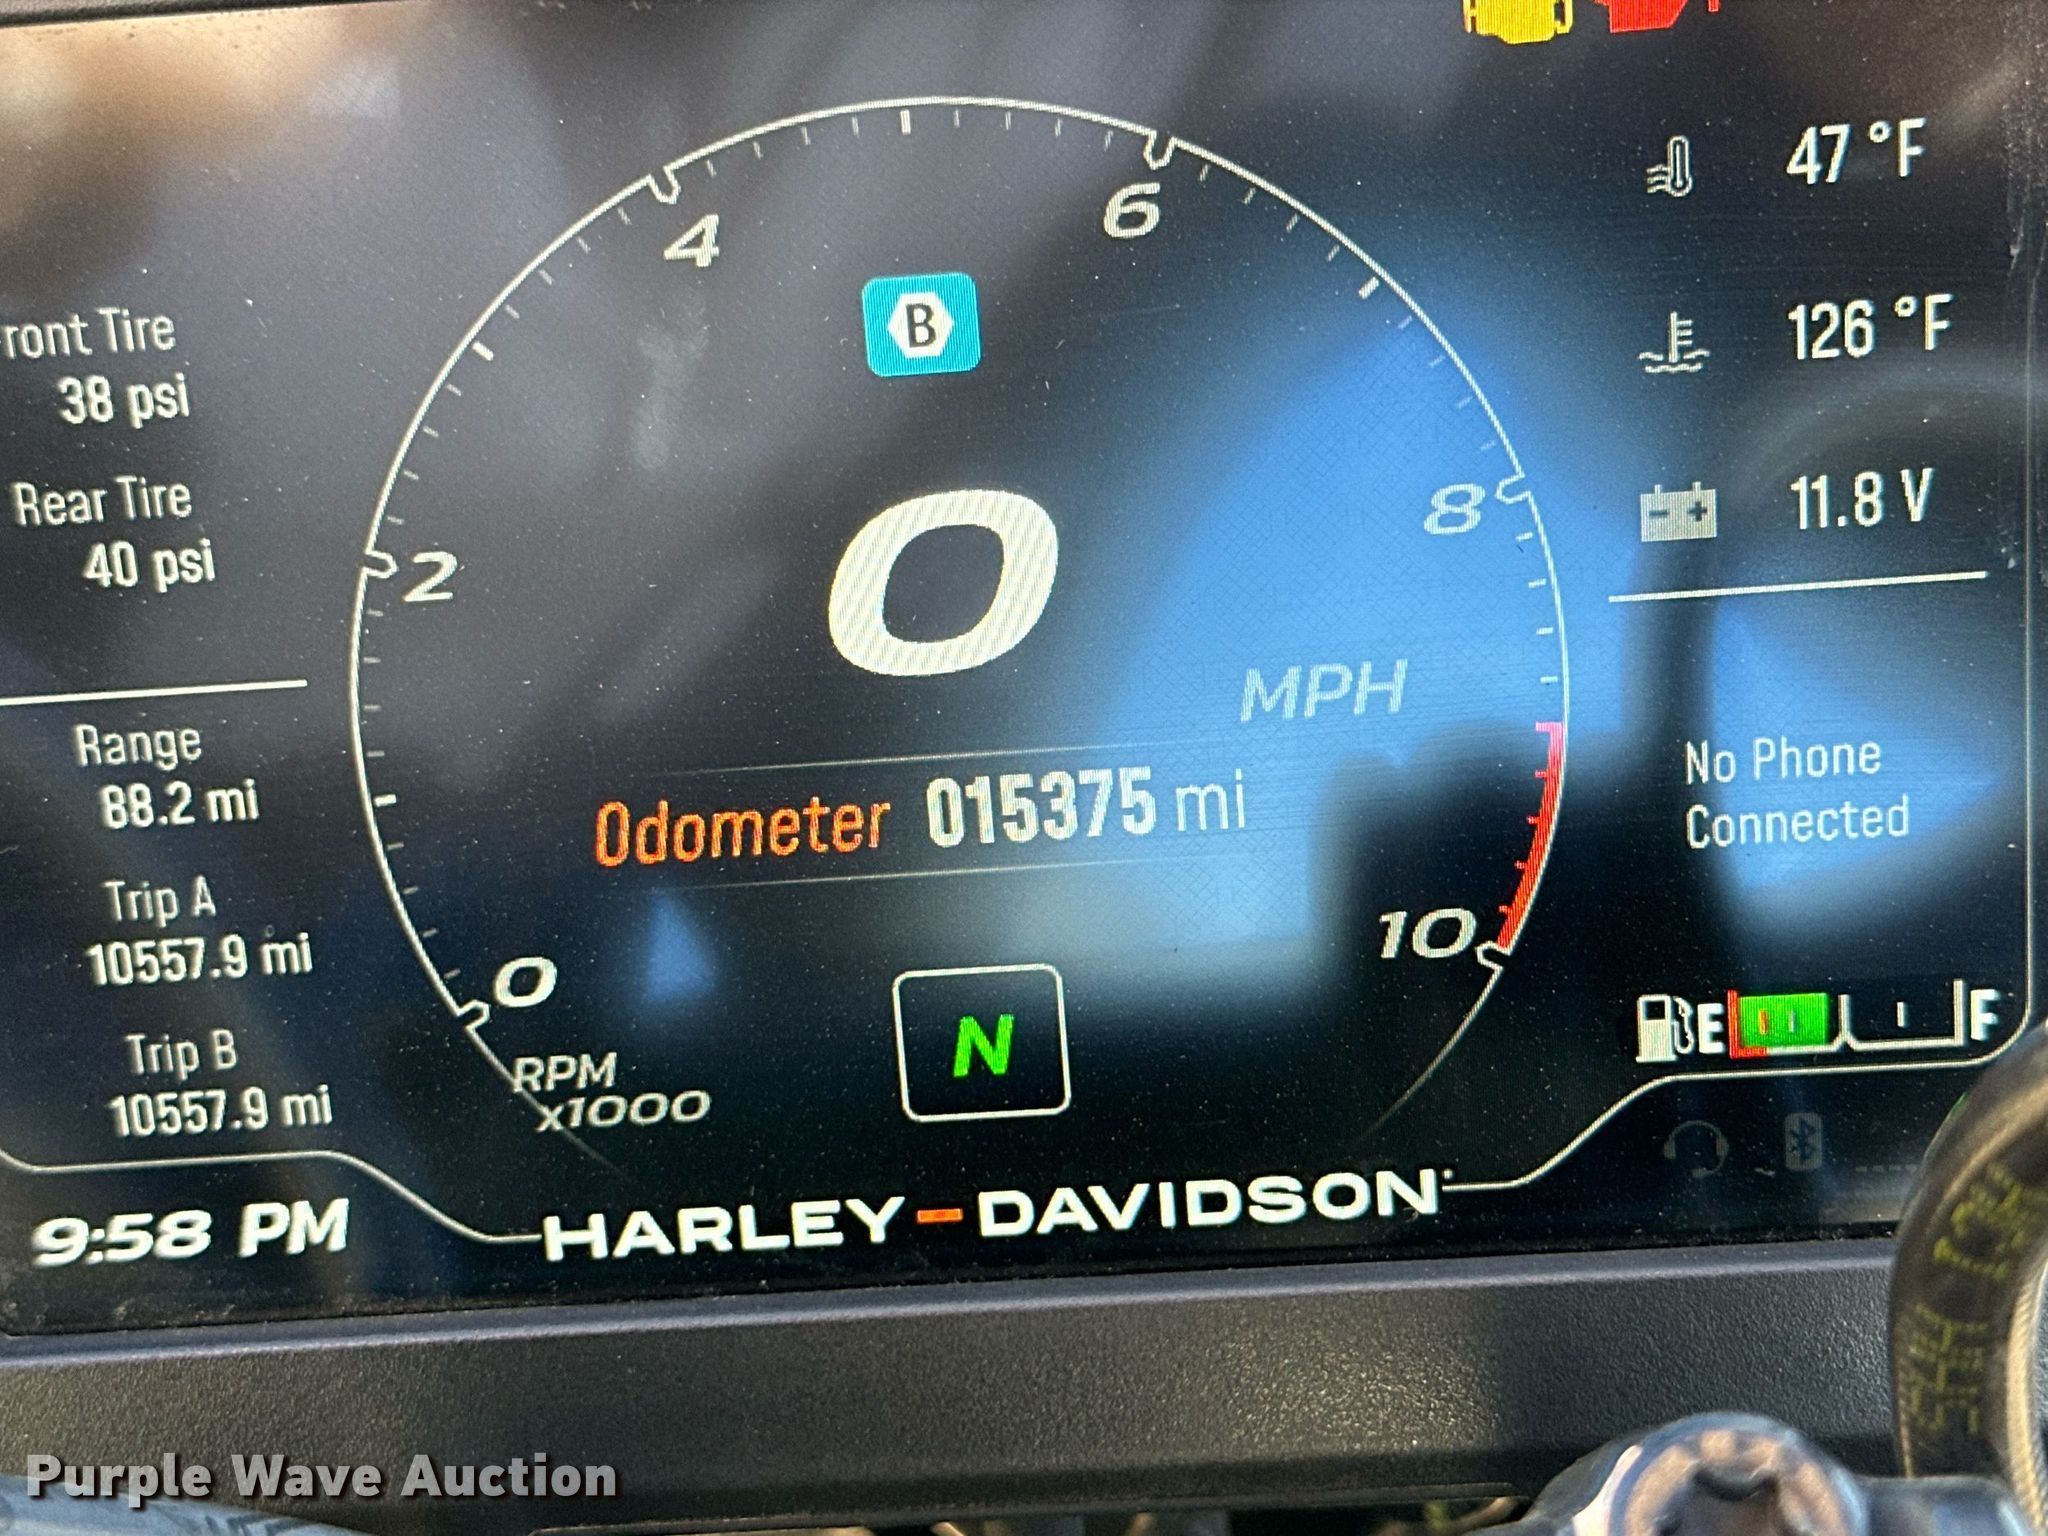 47 °F
4
6
B
126 °F
ront Tire
38 psi
Rear Tire
40 psi
2
0
8
- +
11.8 V
MPH
Range
88.2 mi
Odometer 015375 mi
No Phone
Connected
Trip A
10557.9 mi
0
10
N
Trip B
10557.9 mi
RPM
x1000
E F
9:58 PM
HARLEY-DAVIDSON
Purple Wave Auction